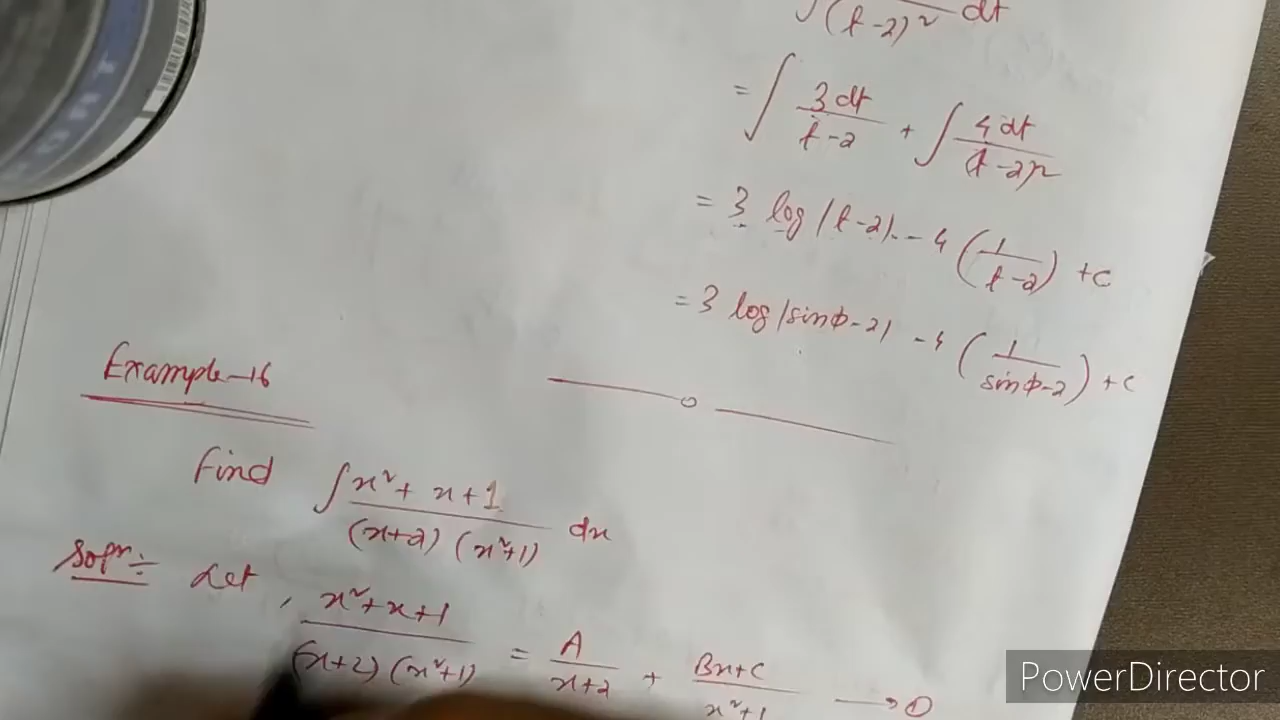 ∫ / (t-2)² dt
= ∫ 3dt / t-2 + ∫ 4dt / (t-2)²
= 3 log |t-2| - 4 (1 / t-2) + c
= 3 log |sinϕ-2| - 4 (1 / sinϕ-2) + c
Example-16
Find ∫ x² + x + 1 / (x+2) (x²+1) dx
Let, x²+x+1 / (x+2) (x²+1) = A / x+2 + Bx+C / x²+1 → ①
PowerDirector